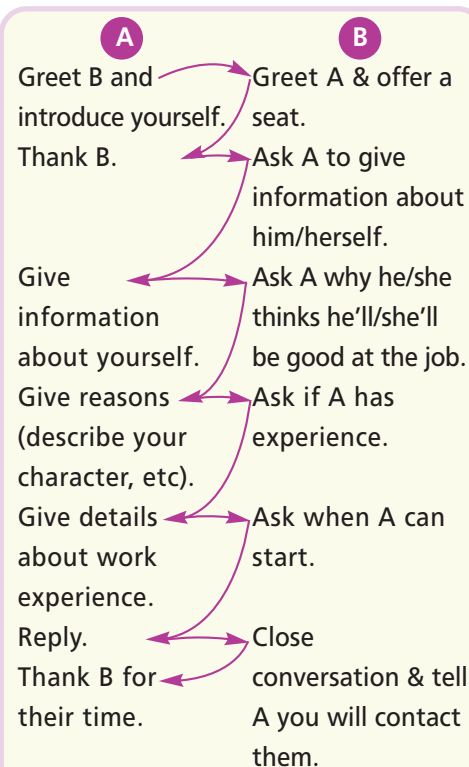 A
B
Greet B and
introduce yourself.
Greet A & offer a
seat.
Thank B.
Ask A to give
information about
him/herself.
Give
information
about yourself.
Ask A why he/she
thinks he'll/she'll
be good at the job.
Give reasons
(describe your
character, etc).
Ask if A has
experience.
Give details
about work
experience.
Ask when A can
start.
Reply.
Close
conversation & tell
A you will contact
them.
Thank B for
their time.